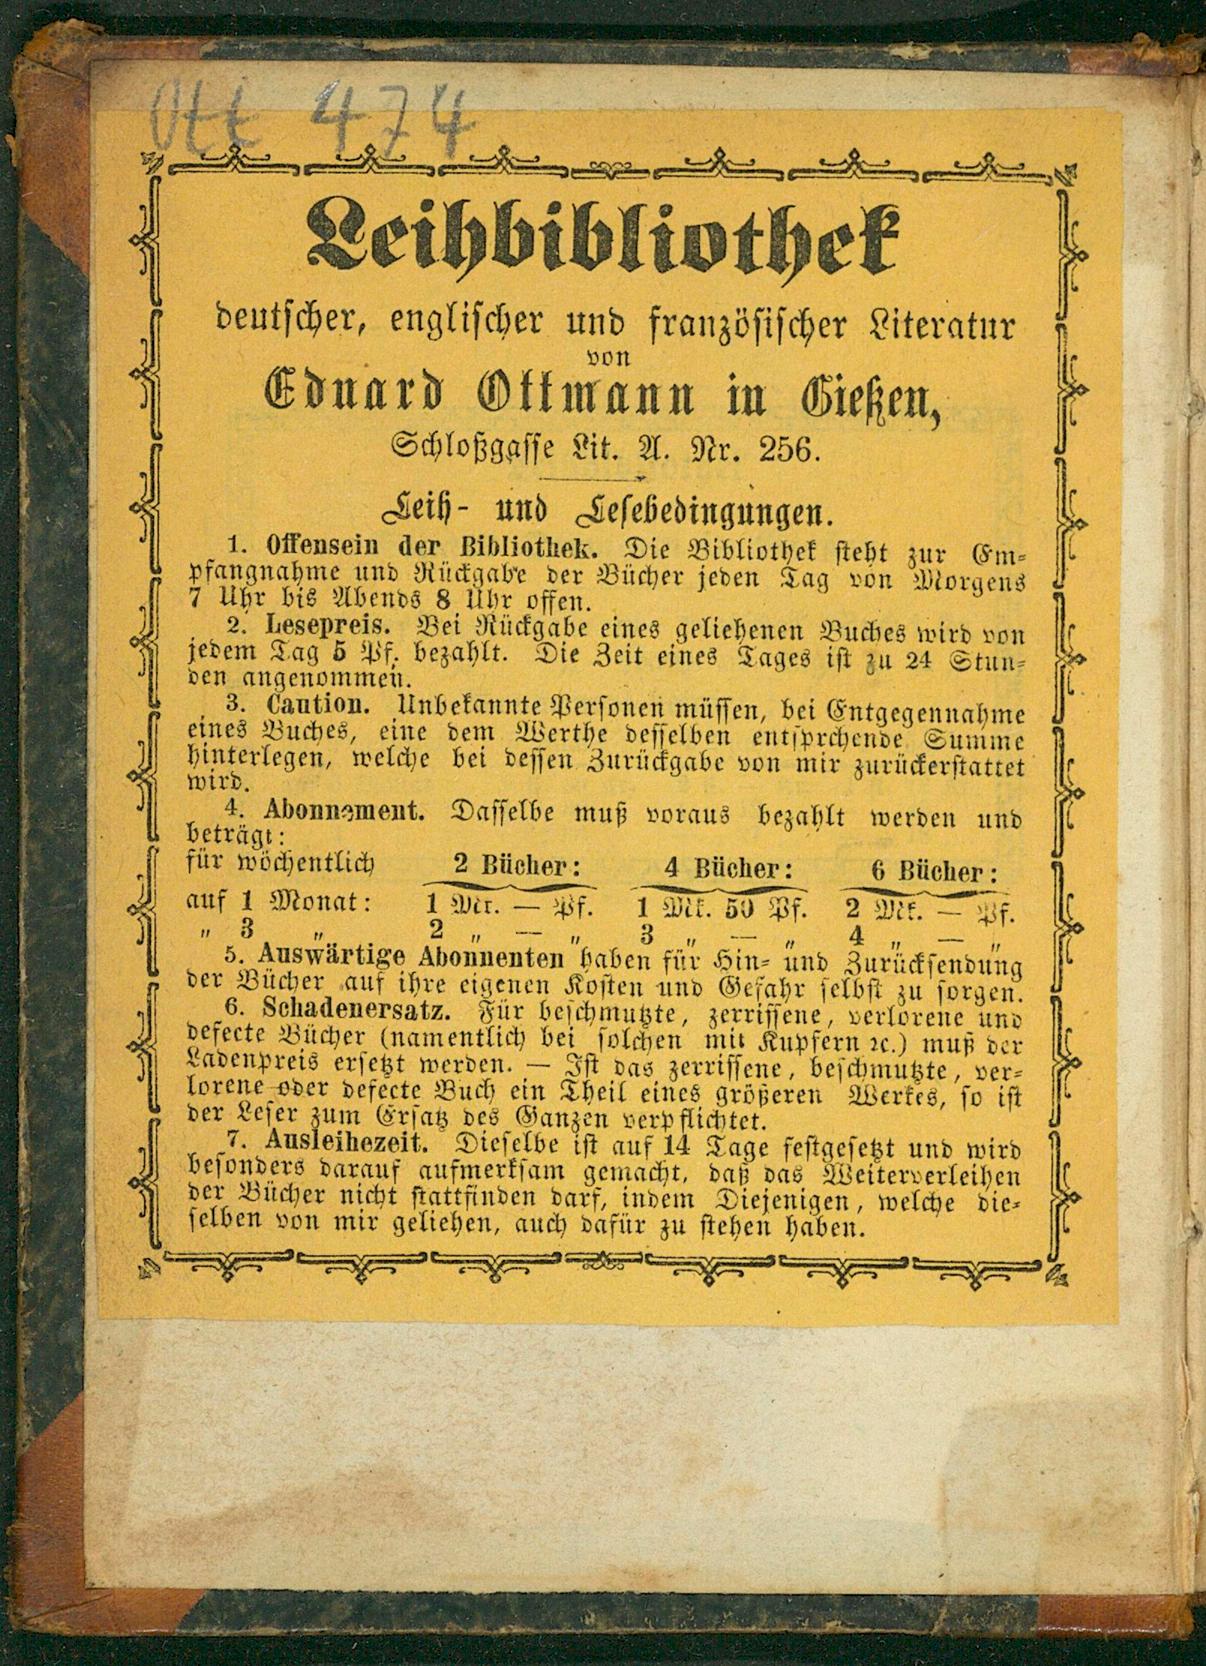 Ott 474
Leihbibliothek
deutscher, englischer und französischer Literatur
von
Eduard Ottmann in Gießen,
Schloßgasse Lit. A. Nr. 256.
Leih- und Lesebedingungen.
1. Offensein der Bibliothek. Die Bibliothek steht zur Em-
pfangnahme und Rückgabe der Bücher jeden Tag von Morgens
7 Uhr bis Abends 8 Uhr offen.
2. Lesepreis. Bei Rückgabe eines geliehenen Buches wird von
jedem Tag 5 Pf. bezahlt. Die Zeit eines Tages ist zu 24 Stun-
den angenommen.
3. Caution. Unbekannte Personen müssen, bei Entgegennahme
eines Buches, eine dem Werthe desselben entsprchende Summe
hinterlegen, welche bei dessen Zurückgabe von mir zurückerstattet
wird.
4. Abonnement. Dasselbe muß voraus bezahlt werden und
beträgt:
für wöchentlich 2 Bücher: 4 Bücher: 6 Bücher:
auf 1 Monat: 1 Mk. — Pf. 1 Mk. 50 Pf. 2 Mk. — Pf.
„ 3 „ 2 „ — „ 3 „ — „ 4 „ — „
5. Auswärtige Abonnenten haben für Hin- und Zurücksendung
der Bücher auf ihre eigenen Kosten und Gefahr selbst zu sorgen.
6. Schadenersatz. Für beschmutzte, zerrissene, verlorene und
defecte Bücher (namentlich bei solchen mit Kupfern ꝛc.) muß der
Ladenpreis ersetzt werden. — Ist das zerrissene, beschmutzte, ver-
lorene oder defecte Buch ein Theil eines größeren Werkes, so ist
der Leser zum Ersatz des Ganzen verpflichtet.
7. Ausleihezeit. Dieselbe ist auf 14 Tage festgesetzt und wird
besonders darauf aufmerksam gemacht, daß das Weiterverleihen
der Bücher nicht stattfinden darf, indem Diejenigen, welche die-
selben von mir geliehen, auch dafür zu stehen haben.